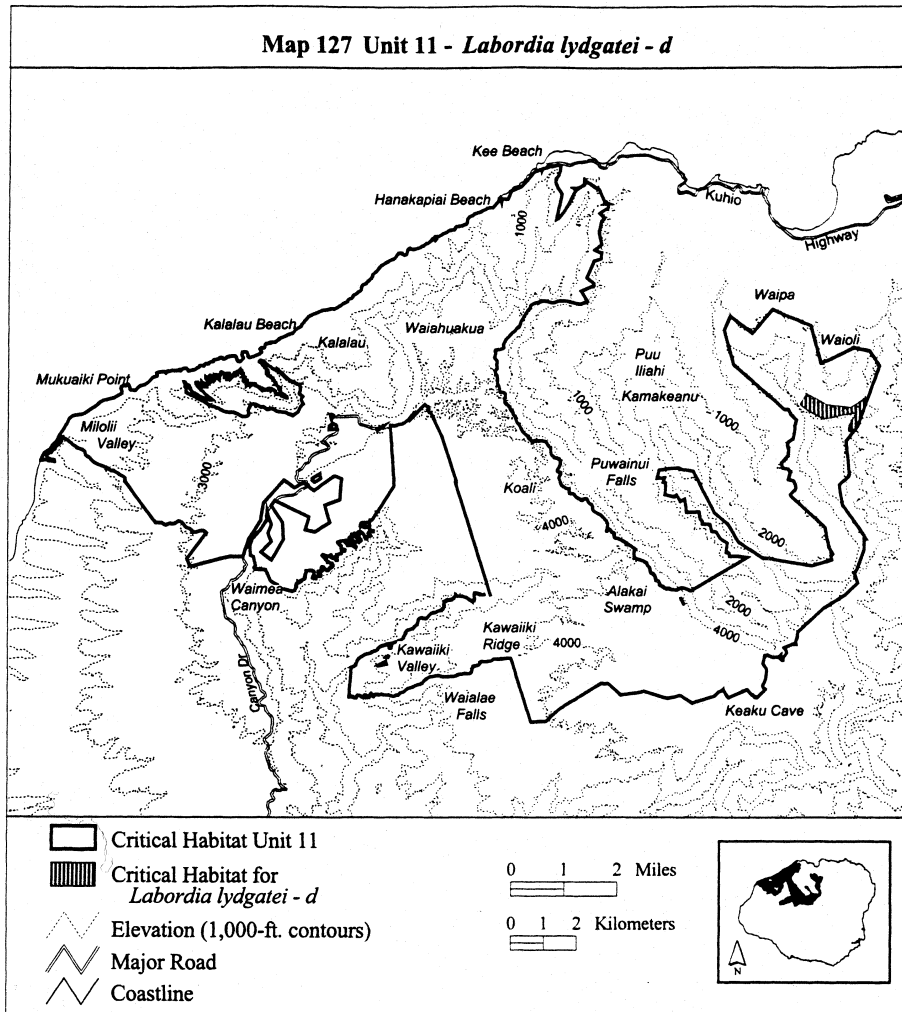 Map 127 Unit 11 - Labordia lydgatei - d
Kee Beach
Hanakapiai Beach
Kuhio
Highway
1000
Waipa
Kalalau Beach
Kalalau
Waiahuakua
Waioli
Puu
Iliahi
Mukuaiki Point
Kamakeanu
1000
1000
Milolii
Valley
3000
Puwainui
Falls
Koali
4000
2000
Waimea
Canyon
Alakai
Swamp
2000
4000
Kawaiiki
Ridge
4000
Kawaiiki
Valley
Canyon Dr
Waialae
Falls
Keaku Cave
Critical Habitat Unit 11
Critical Habitat for
Labordia lydgatei - d
Elevation (1,000-ft. contours)
Major Road
Coastline
0 1 2 Miles
0 1 2 Kilometers
N